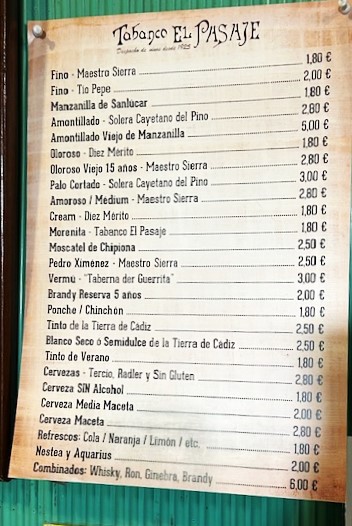 Tabanco EL PASAJE
Despacho de vinos desde 1925
Fino - Maestro Sierra 1,80 €
Fino - Tio Pepe 2,00 €
Manzanilla de Sanlúcar 1,80 €
Amontillado - Solera Cayetano del Pino 2,80 €
Amontillado Viejo de Manzanilla 5,00 €
Oloroso - Diez Mérito 1,80 €
Oloroso Viejo 15 años - Maestro Sierra 2,80 €
Palo Cortado - Solera Cayetano del Pino 3,00 €
Amoroso / Medium - Maestro Sierra 2,80 €
Cream - Diez Mérito 1,80 €
Morenita - Tabanco El Pasaje 1,80 €
Moscatel de Chipiona 2,50 €
Pedro Ximénez - Maestro Sierra 2,50 €
Vermú - "Taberna der Guerrita" 3,00 €
Brandy Reserva 5 años 2,00 €
Ponche / Chinchón 1,80 €
Tinto de la Tierra de Cádiz 2,50 €
Blanco Seco ó Semidulce de la Tierra de Cádiz 2,50 €
Tinto de Verano 1,80 €
Cervezas - Tercio, Radler y Sin Gluten 2,80 €
Cerveza SIN Alcohol 1,80 €
Cerveza Media Maceta 2,00 €
Cerveza Maceta 2,80 €
Refrescos: Cola / Naranja / Limón / etc. 1,80 €
Nestea y Aquarius 2,00 €
Combinados: Whisky, Ron, Ginebra, Brandy 6,00 €